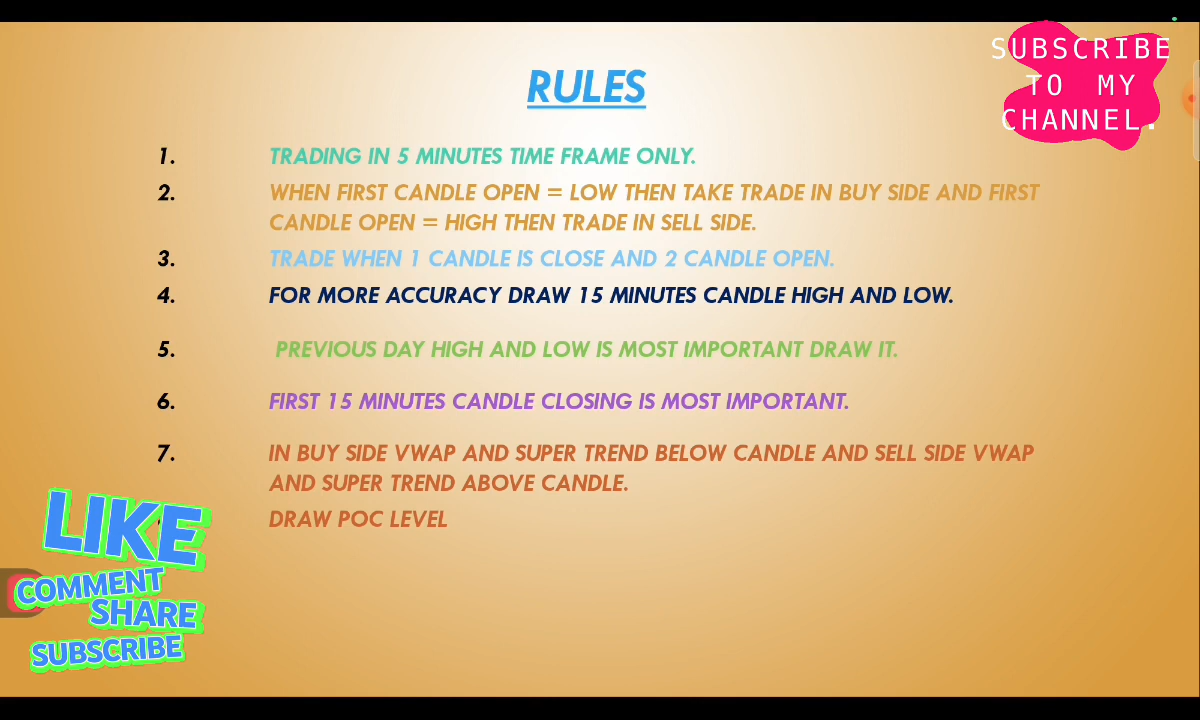 SUBSCRIBE
TO MY
CHANNEL.
RULES
1. TRADING IN 5 MINUTES TIME FRAME ONLY.
2. WHEN FIRST CANDLE OPEN = LOW THEN TAKE TRADE IN BUY SIDE AND FIRST
CANDLE OPEN = HIGH THEN TRADE IN SELL SIDE.
3. TRADE WHEN 1 CANDLE IS CLOSE AND 2 CANDLE OPEN.
4. FOR MORE ACCURACY DRAW 15 MINUTES CANDLE HIGH AND LOW.
5. PREVIOUS DAY HIGH AND LOW IS MOST IMPORTANT DRAW IT.
6. FIRST 15 MINUTES CANDLE CLOSING IS MOST IMPORTANT.
7. IN BUY SIDE VWAP AND SUPER TREND BELOW CANDLE AND SELL SIDE VWAP
AND SUPER TREND ABOVE CANDLE.
DRAW POC LEVEL
LIKE
COMMENT
SHARE
SUBSCRIBE